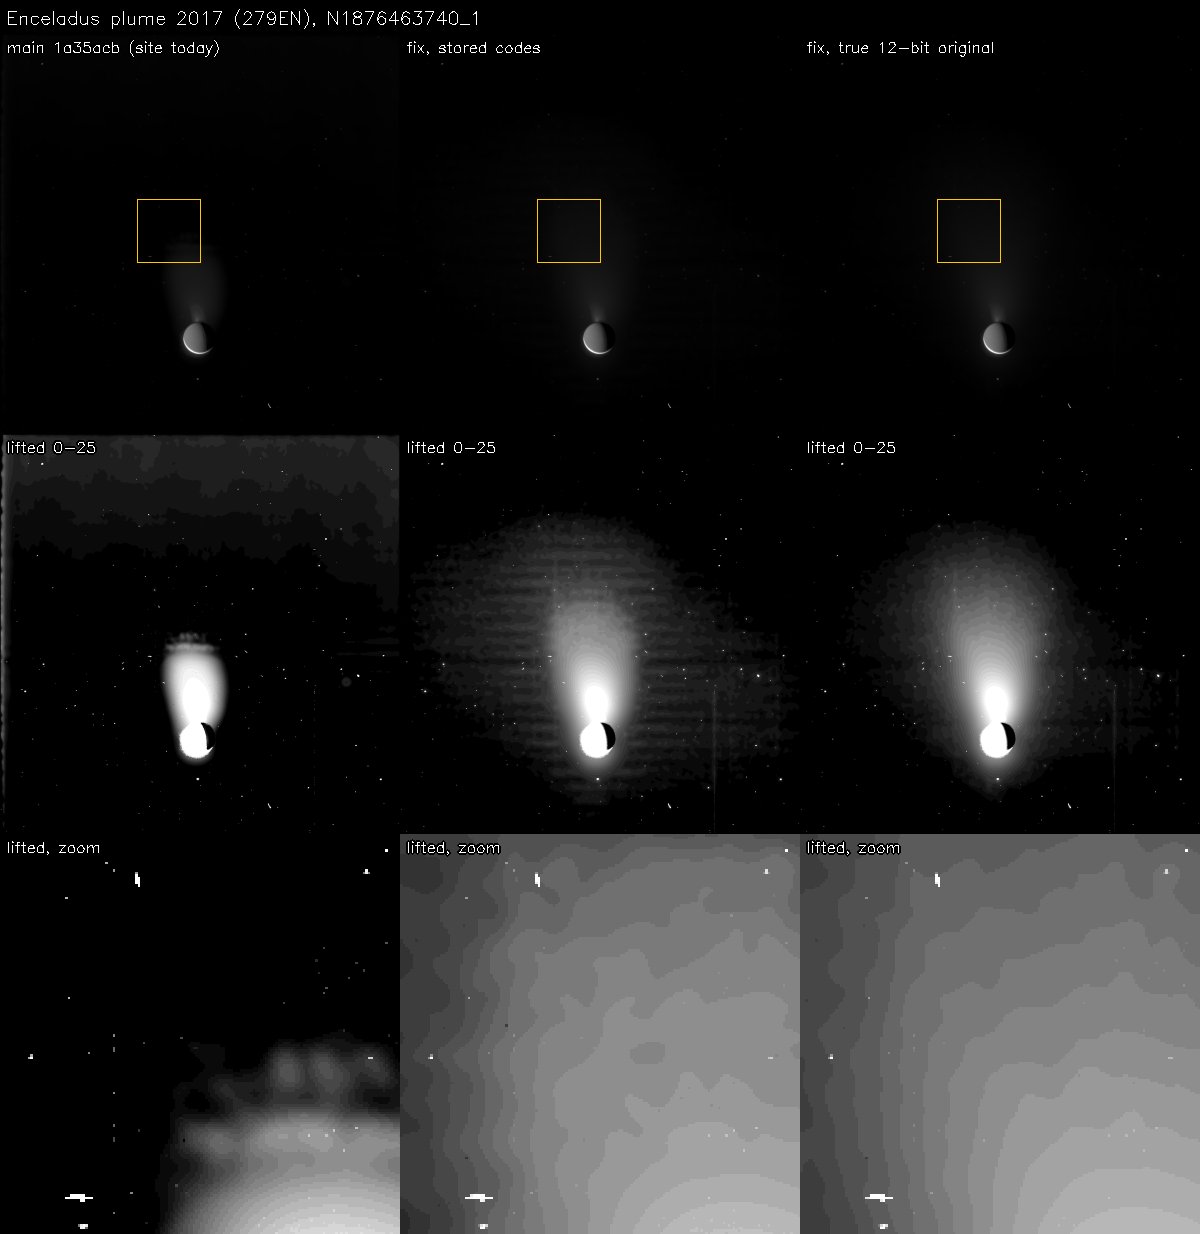 Enceladus plume 2017 (279EN), N1876463740_1
main 1a35acb (site today)
fix, stored codes
fix, true 12-bit original
lifted 0-25
lifted 0-25
lifted 0-25
lifted, zoom
lifted, zoom
lifted, zoom